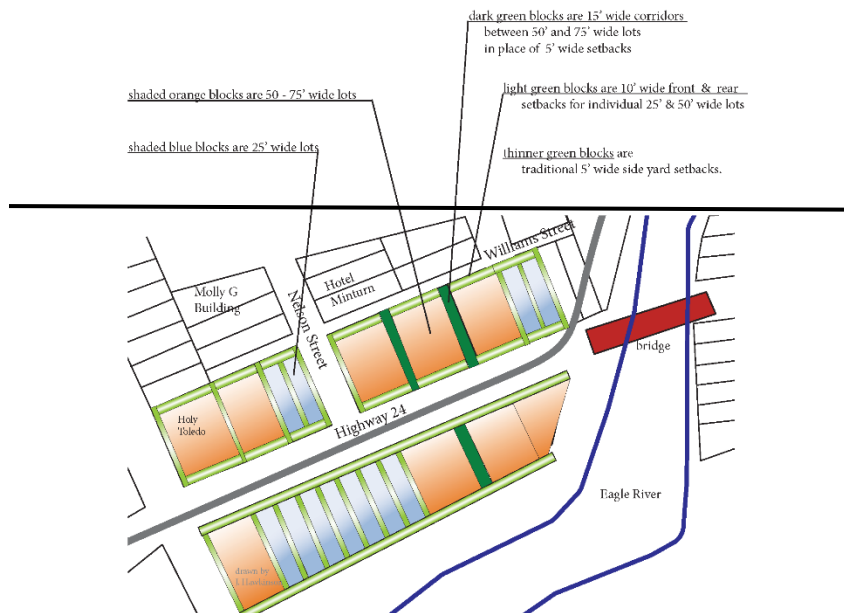 dark green blocks are 15' wide corridors
between 50' and 75' wide lots
in place of 5' wide setbacks
shaded orange blocks are 50 - 75' wide lots
light green blocks are 10' wide front & rear
setbacks for individual 25' & 50' wide lots
shaded blue blocks are 25' wide lots
thinner green blocks are
traditional 5' wide side yard setbacks.
Williams Street
Hotel
Minturn
Molly G
Building
Nelson Street
bridge
Holy
Toledo
Highway 24
Eagle River
drawn by